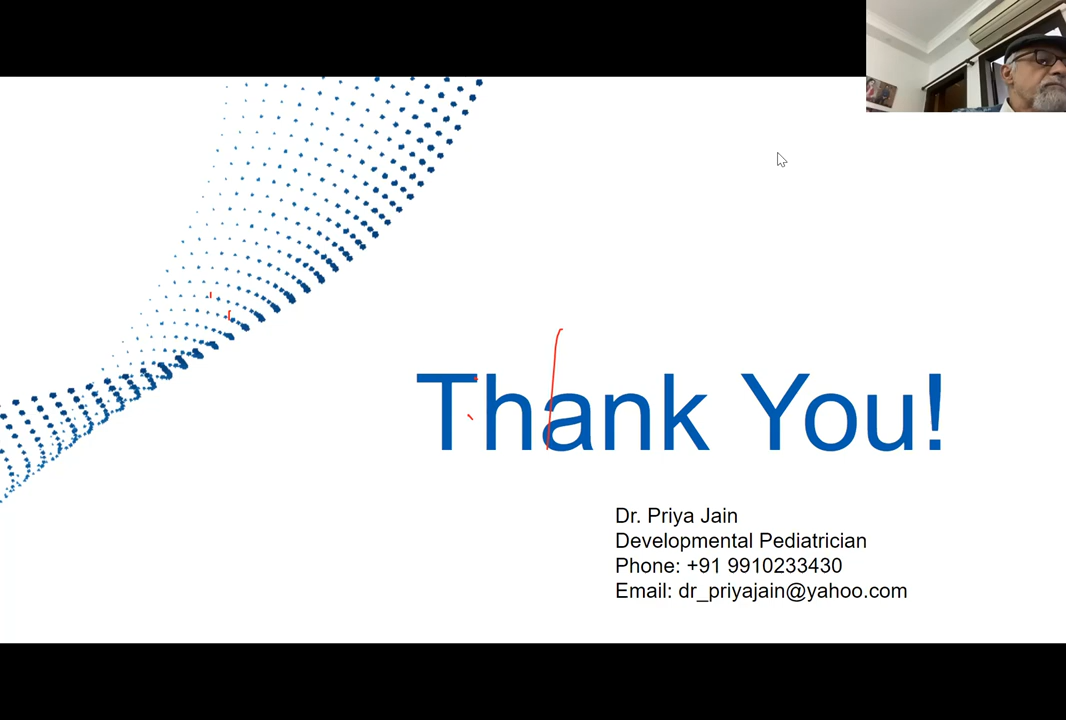 Thank You!
Dr. Priya Jain
Developmental Pediatrician
Phone: +91 9910233430
Email: dr_priyajain@yahoo.com